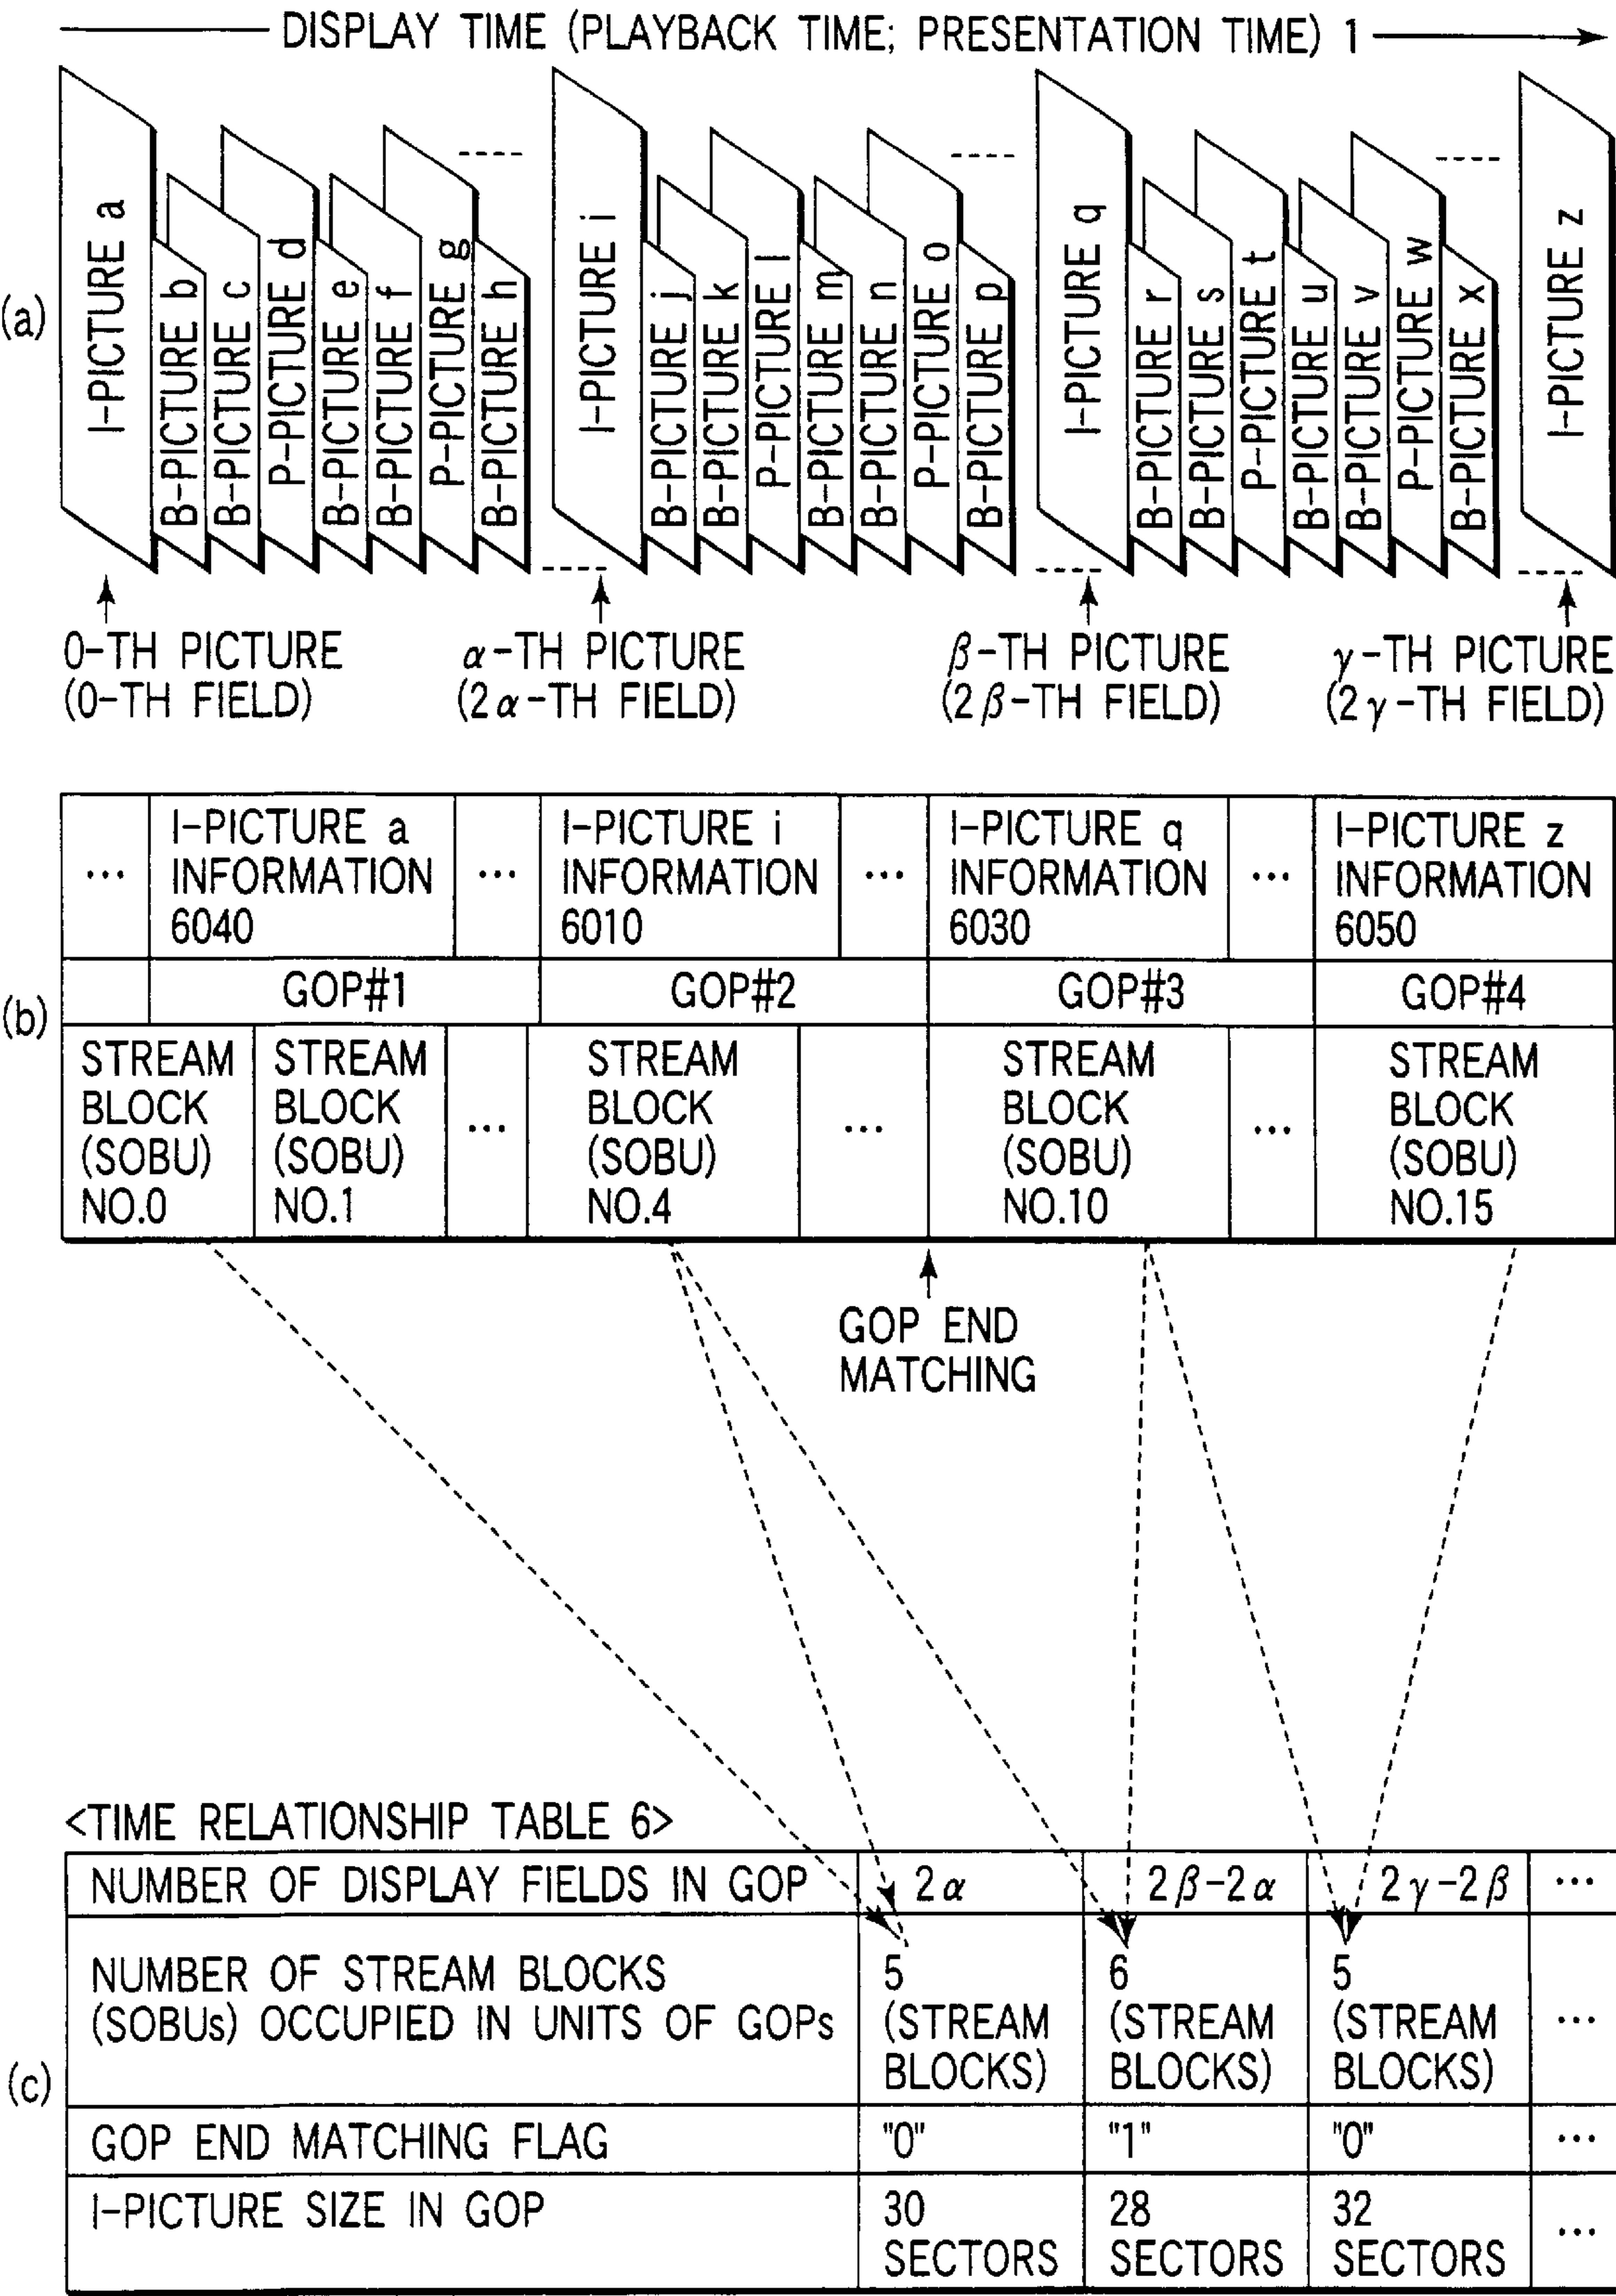 DISPLAY TIME (PLAYBACK TIME; PRESENTATION TIME) 1
(a)
I-PICTURE a
B-PICTURE b
B-PICTURE c
P-PICTURE d
B-PICTURE e
B-PICTURE f
P-PICTURE g
B-PICTURE h
I-PICTURE i
B-PICTURE j
B-PICTURE k
P-PICTURE l
B-PICTURE m
B-PICTURE n
P-PICTURE o
B-PICTURE p
I-PICTURE q
B-PICTURE r
B-PICTURE s
P-PICTURE t
B-PICTURE u
B-PICTURE v
P-PICTURE w
B-PICTURE x
I-PICTURE z
0-TH PICTURE
(0-TH FIELD)
α-TH PICTURE
(2α-TH FIELD)
β-TH PICTURE
(2β-TH FIELD)
γ-TH PICTURE
(2γ-TH FIELD)
(b)
...
I-PICTURE a
INFORMATION
6040
...
I-PICTURE i
INFORMATION
6010
...
I-PICTURE q
INFORMATION
6030
...
I-PICTURE z
INFORMATION
6050
GOP#1
GOP#2
GOP#3
GOP#4
STREAM
BLOCK
(SOBU)
NO.0
STREAM
BLOCK
(SOBU)
NO.1
...
STREAM
BLOCK
(SOBU)
NO.4
...
STREAM
BLOCK
(SOBU)
NO.10
...
STREAM
BLOCK
(SOBU)
NO.15
GOP END
MATCHING
<TIME RELATIONSHIP TABLE 6>
(c)
NUMBER OF DISPLAY FIELDS IN GOP
2α
2β-2α
2γ-2β
...
NUMBER OF STREAM BLOCKS
(SOBUs) OCCUPIED IN UNITS OF GOPs
5
(STREAM
BLOCKS)
6
(STREAM
BLOCKS)
5
(STREAM
BLOCKS)
...
GOP END MATCHING FLAG
"0"
"1"
"0"
...
I-PICTURE SIZE IN GOP
30
SECTORS
28
SECTORS
32
SECTORS
...